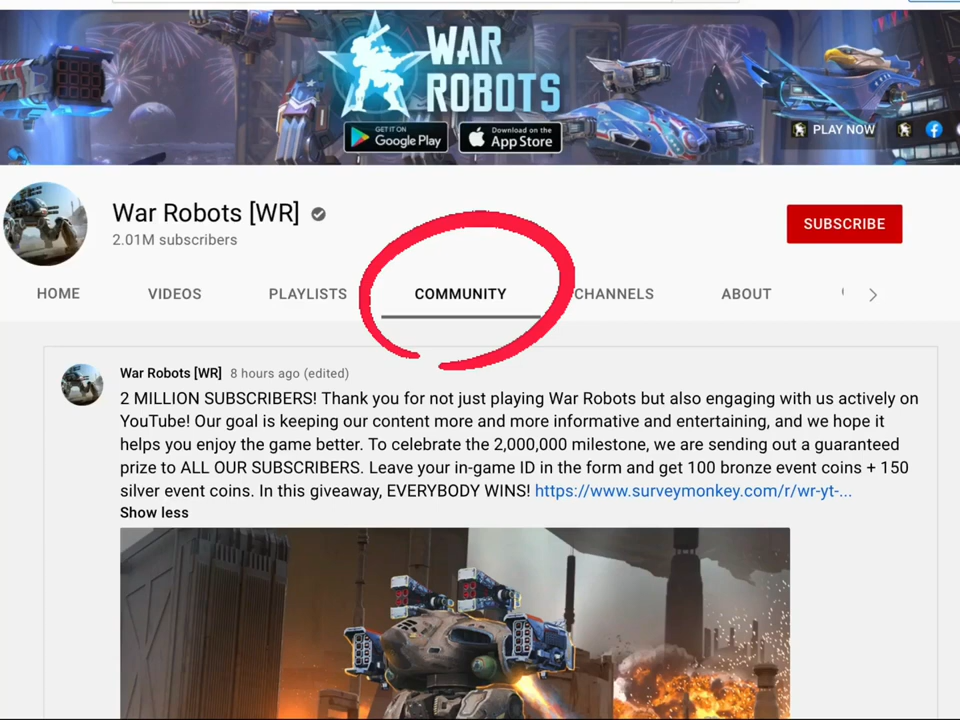 WAR
ROBOTS
GET IT ON
Google Play
Download on the
App Store
PLAY NOW
War Robots [WR]
2.01M subscribers
SUBSCRIBE
HOME VIDEOS PLAYLISTS COMMUNITY CHANNELS ABOUT
War Robots [WR] 8 hours ago (edited)
2 MILLION SUBSCRIBERS! Thank you for not just playing War Robots but also engaging with us actively on
YouTube! Our goal is keeping our content more and more informative and entertaining, and we hope it
helps you enjoy the game better. To celebrate the 2,000,000 milestone, we are sending out a guaranteed
prize to ALL OUR SUBSCRIBERS. Leave your in-game ID in the form and get 100 bronze event coins + 150
silver event coins. In this giveaway, EVERYBODY WINS! https://www.surveymonkey.com/r/wr-yt-...
Show less